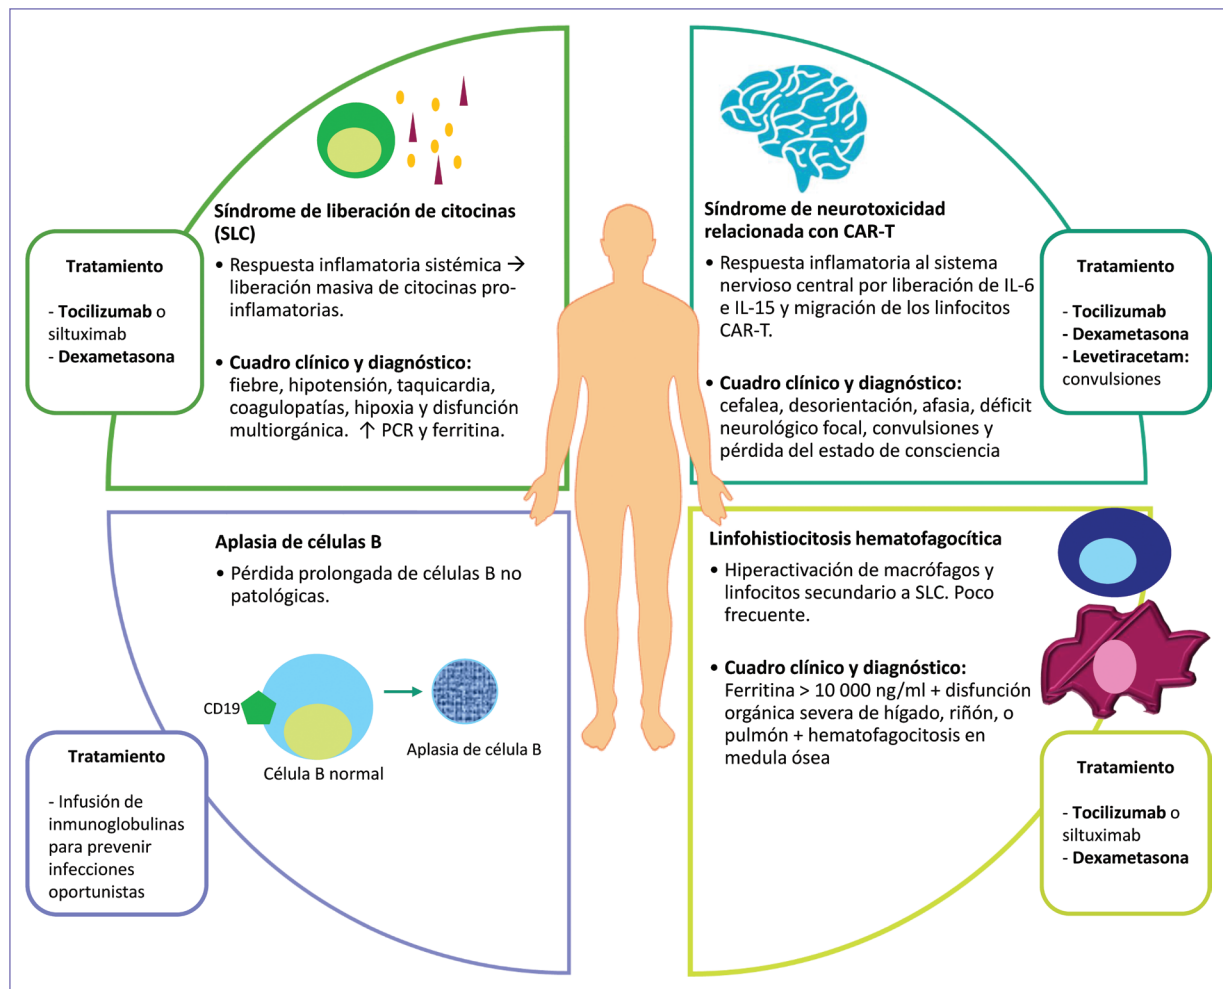 Síndrome de liberación de citocinas
(SLC)
• Respuesta inflamatoria sistémica →
liberación masiva de citocinas pro-
inflamatorias.
• Cuadro clínico y diagnóstico:
fiebre, hipotensión, taquicardia,
coagulopatías, hipoxia y disfunción
multiorgánica. ↑ PCR y ferritina.
Tratamiento
- Tocilizumab o
siltuximab
- Dexametasona
Síndrome de neurotoxicidad
relacionada con CAR-T
• Respuesta inflamatoria al sistema
nervioso central por liberación de IL-6
e IL-15 y migración de los linfocitos
CAR-T.
• Cuadro clínico y diagnóstico:
cefalea, desorientación, afasia, déficit
neurológico focal, convulsiones y
pérdida del estado de consciencia
Tratamiento
- Tocilizumab
- Dexametasona
- Levetiracetam:
convulsiones
Aplasia de células B
• Pérdida prolongada de células B no
patológicas.
CD19
Célula B normal
Aplasia de célula B
Tratamiento
- Infusión de
inmunoglobulinas
para prevenir
infecciones
oportunistas
Linfohistiocitosis hematofagocítica
• Hiperactivación de macrófagos y
linfocitos secundario a SLC. Poco
frecuente.
• Cuadro clínico y diagnóstico:
Ferritina > 10 000 ng/ml + disfunción
orgánica severa de hígado, riñón, o
pulmón + hematofagocitosis en
medula ósea
Tratamiento
- Tocilizumab o
siltuximab
- Dexametasona